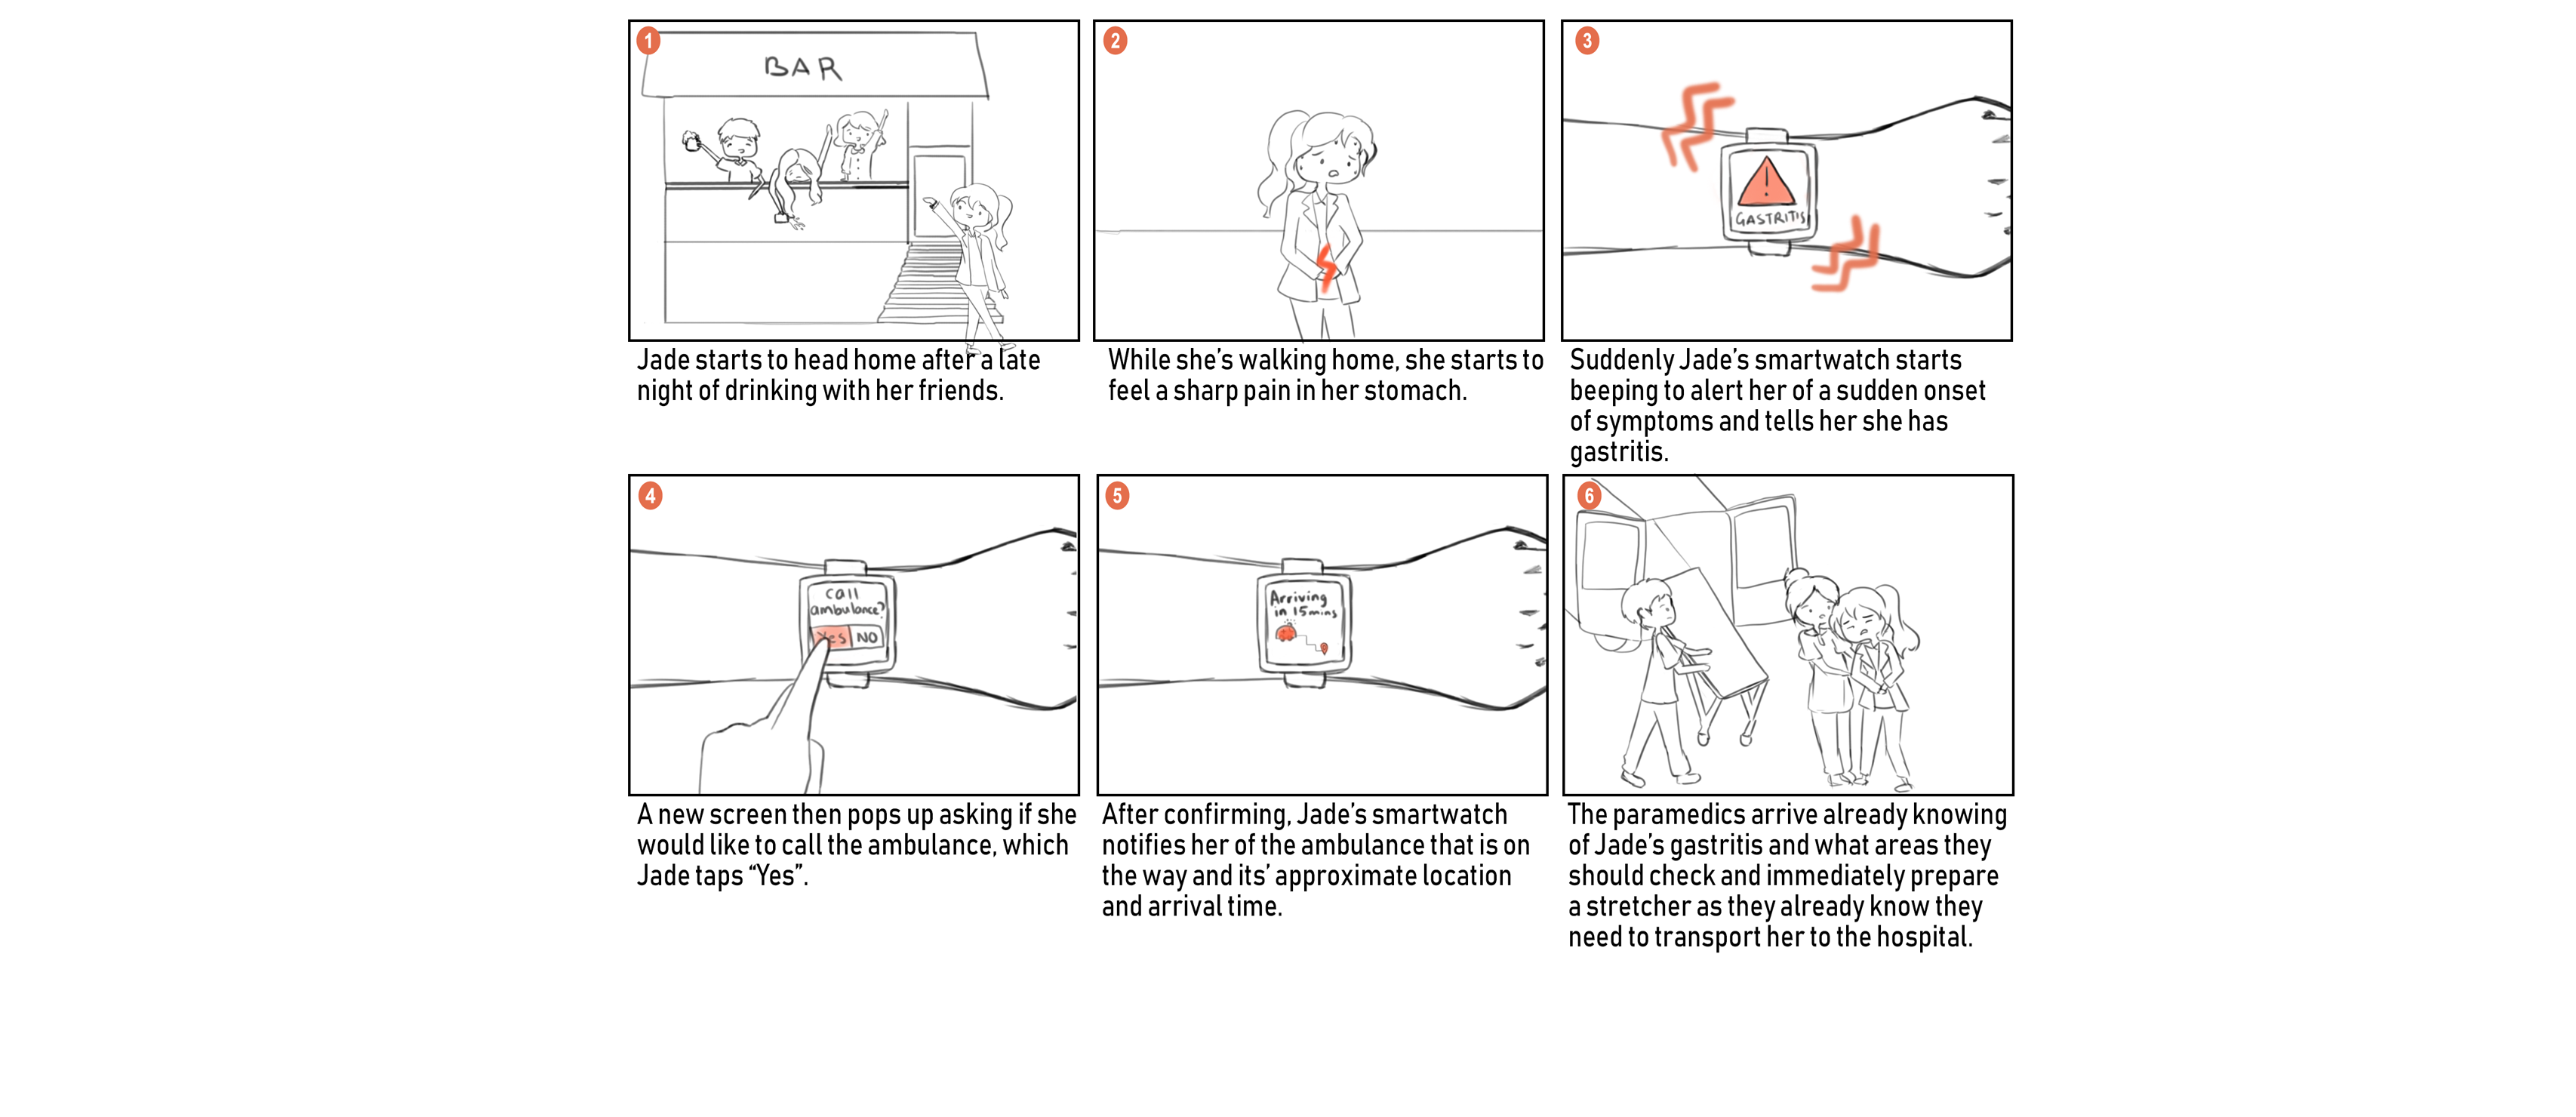 1
BAR
Jade starts to head home after a late
night of drinking with her friends.
2
While she's walking home, she starts to
feel a sharp pain in her stomach.
3
GASTRITIS
Suddenly Jade's smartwatch starts
beeping to alert her of a sudden onset
of symptoms and tells her she has
gastritis.
4
call
ambulance?
Yes NO
A new screen then pops up asking if she
would like to call the ambulance, which
Jade taps “Yes”.
5
Arriving
in 15mins
After confirming, Jade's smartwatch
notifies her of the ambulance that is on
the way and its' approximate location
and arrival time.
6
The paramedics arrive already knowing
of Jade's gastritis and what areas they
should check and immediately prepare
a stretcher as they already know they
need to transport her to the hospital.